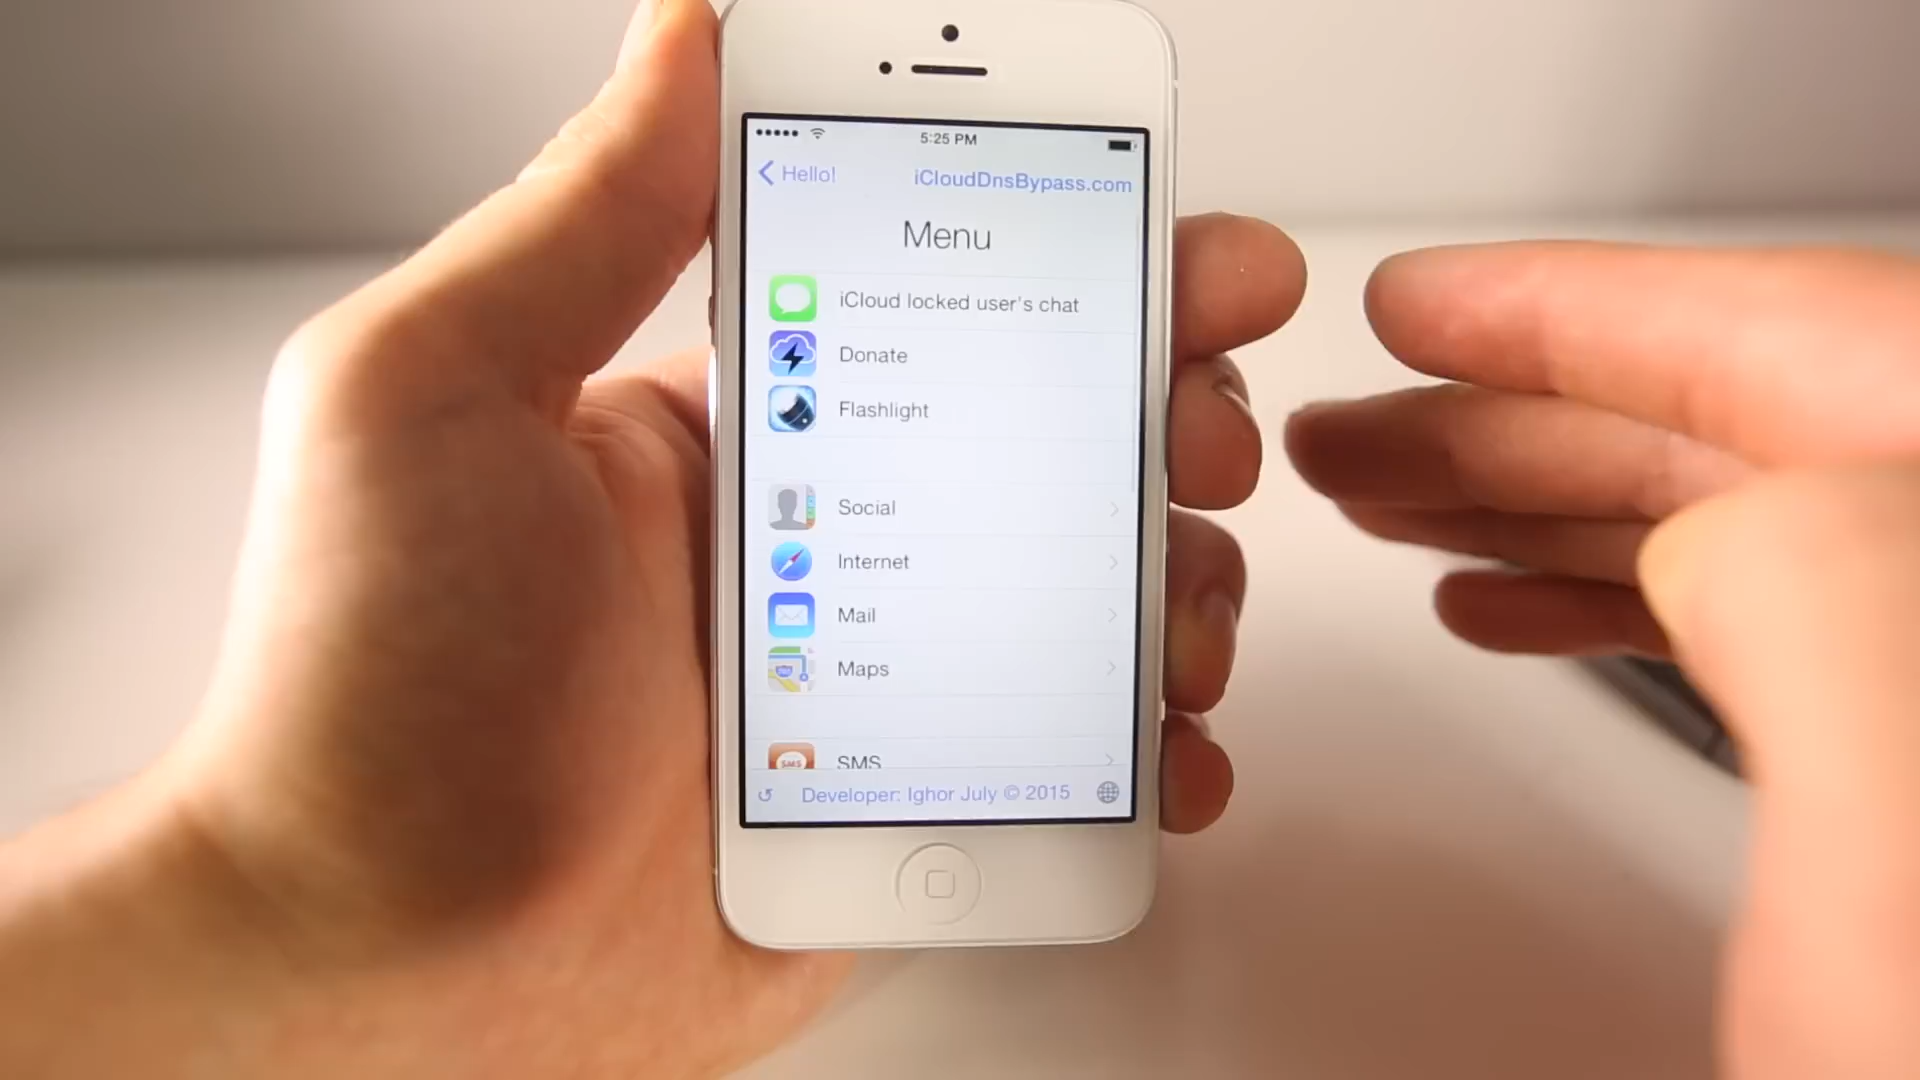 5:25 PM
Hello!
iCloudDnsBypass.com
Menu
iCloud locked user's chat
Donate
Flashlight
Social
Internet
Mail
Maps
SMS
SMS
Developer: Ighor July © 2015